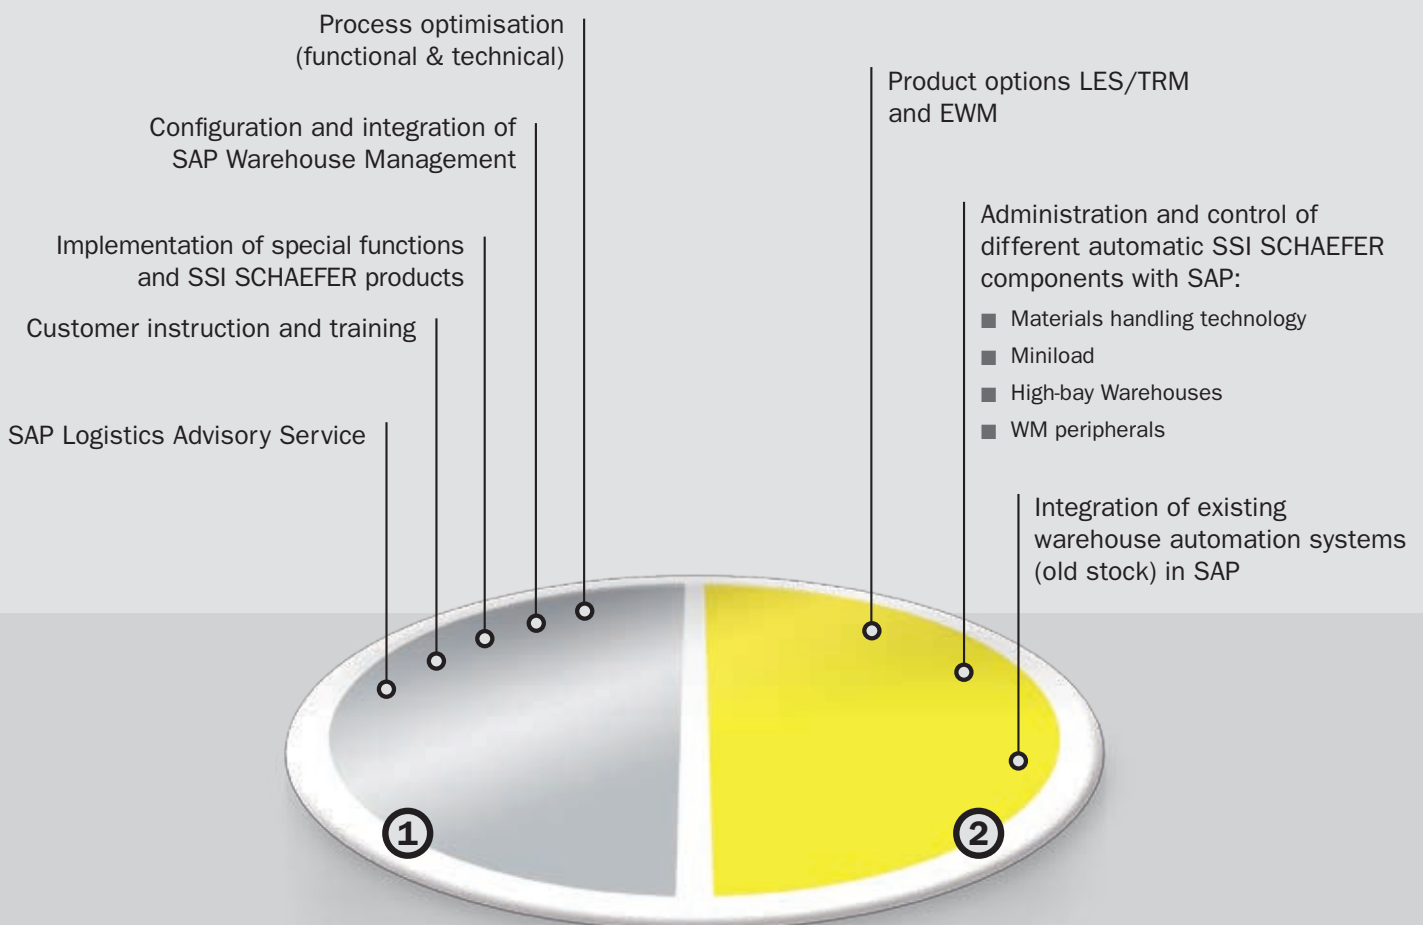 Process optimisation
(functional & technical)
Configuration and integration of
SAP Warehouse Management
Implementation of special functions
and SSI SCHAEFER products
Customer instruction and training
SAP Logistics Advisory Service
Product options LES/TRM
and EWM
Administration and control of
different automatic SSI SCHAEFER
components with SAP:
■ Materials handling technology
■ Miniload
■ High-bay Warehouses
■ WM peripherals
Integration of existing
warehouse automation systems
(old stock) in SAP
1
2